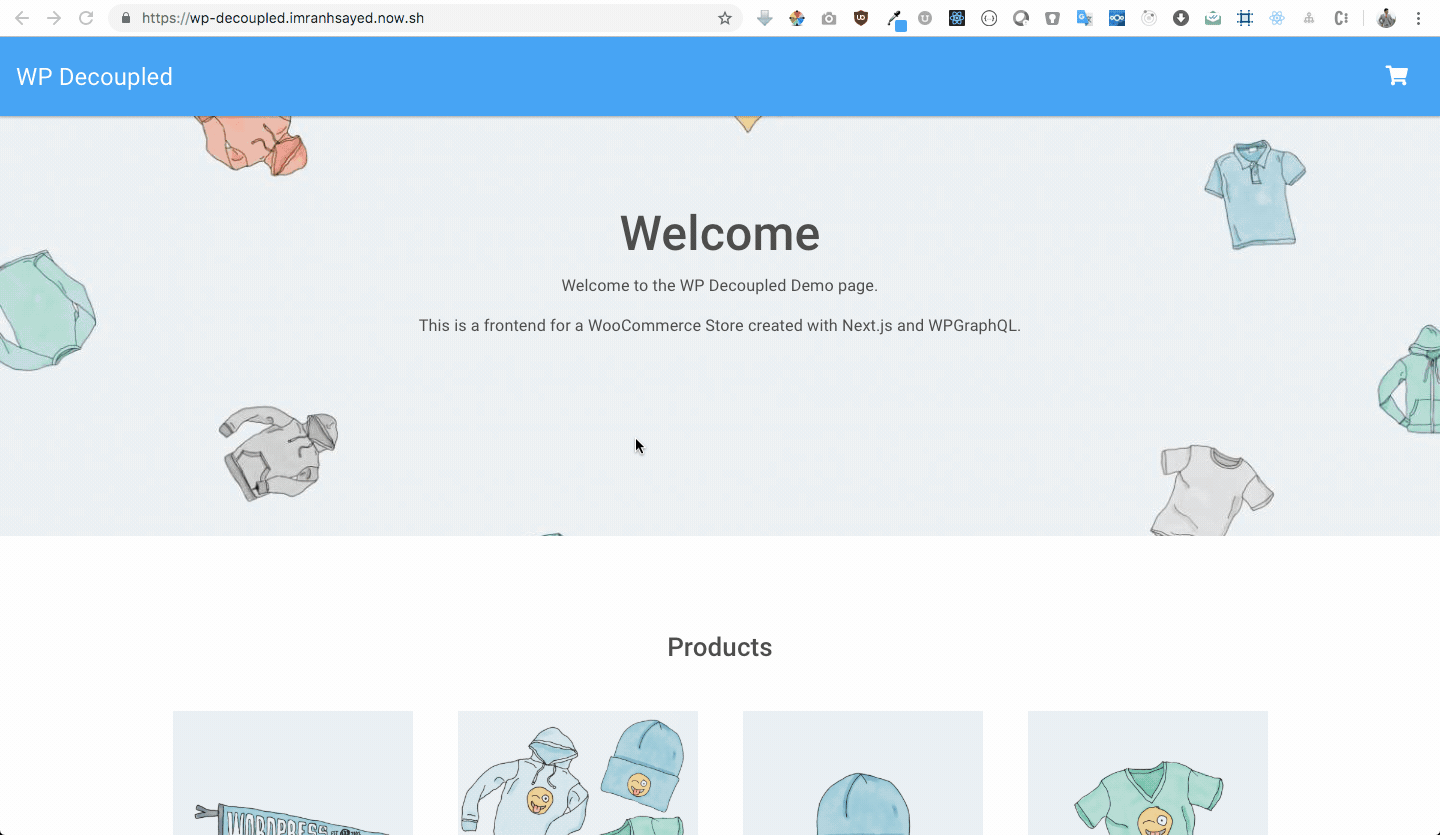 https://wp-decoupled.imranhsayed.now.sh
WP Decoupled
Welcome
Welcome to the WP Decoupled Demo page.
This is a frontend for a WooCommerce Store created with Next.js and WPGraphQL.
Products
WORDPRESS